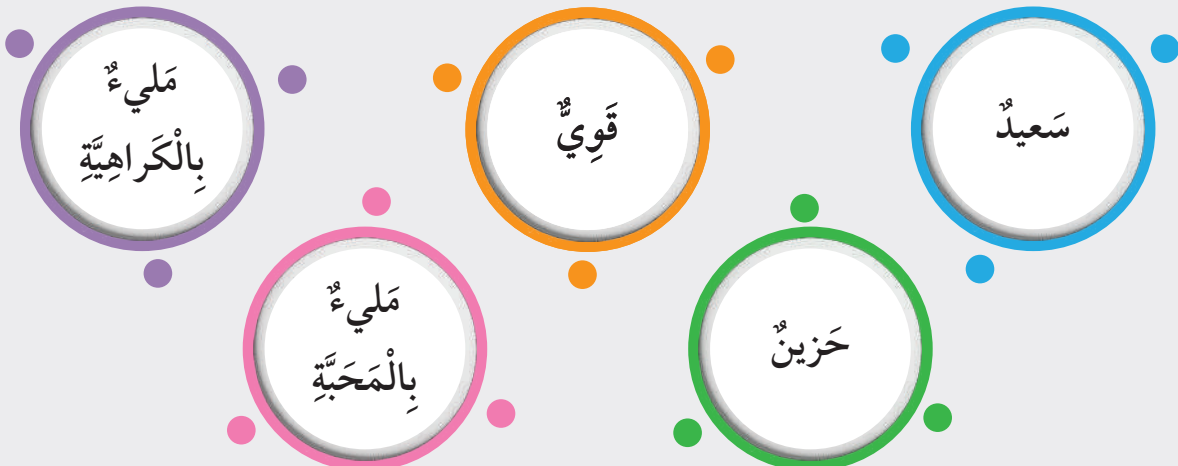 سَعيدٌ
قَوِيٌّ
مَليءٌ
بِالْكَراهِيَّةِ
حَزينٌ
مَليءٌ
بِالْمَحَبَّةِ